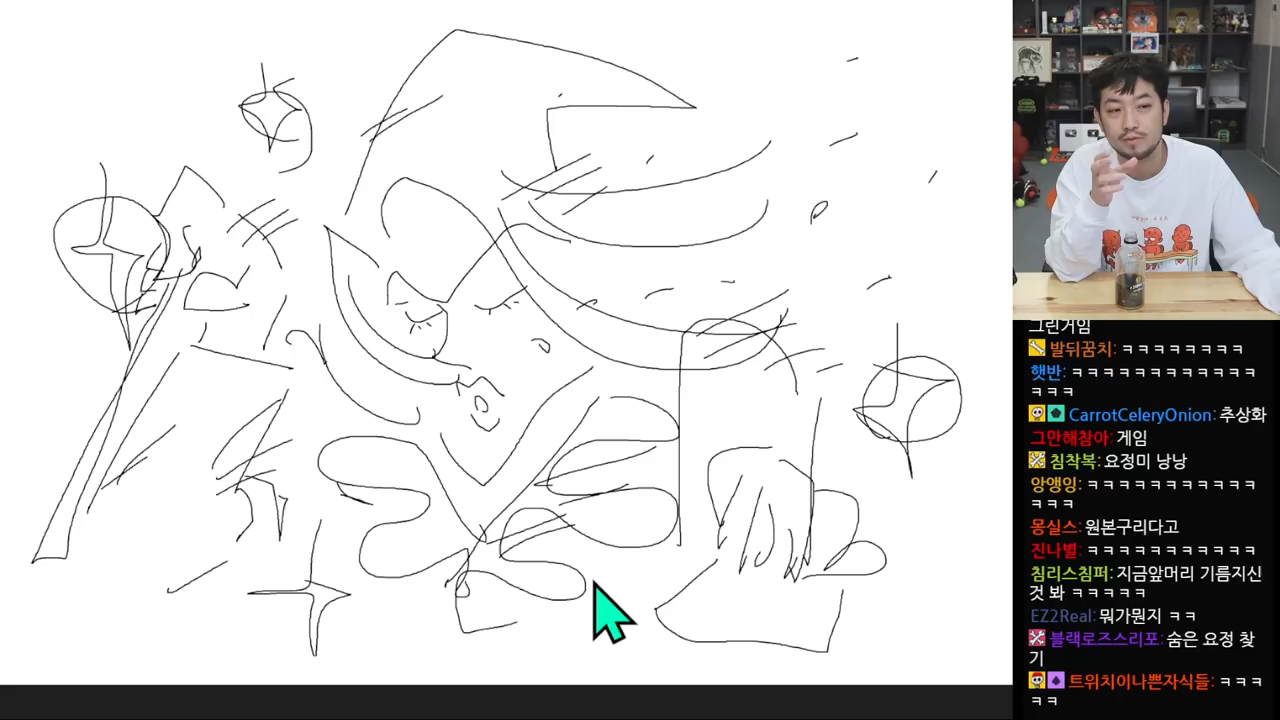 그린거임
발뒤꿈치: ㅋㅋㅋㅋㅋㅋㅋㅋ
햇반: ㅋㅋㅋㅋㅋㅋㅋㅋㅋㅋㅋㅋ
ㅋㅋㅋ
CarrotCeleryOnion: 추상화
그만해참아: 게임
침착복: 요정미 낭낭
앙앵잉: ㅋㅋㅋㅋㅋㅋㅋㅋㅋㅋㅋ
ㅋㅋㅋ
몽실스: 원본구리다고
진나별: ㅋㅋㅋㅋㅋㅋㅋㅋㅋㅋㅋ
침리스침퍼: 지금앞머리 기름지신
것 봐 ㅋㅋㅋㅋㅋ
EZ2Real: 뭐가뭔지 ㅋㅋ
블랙로즈스리포: 숨은 요정 찾
기
트위치이나쁜자식들: ㅋㅋㅋ
ㅋㅋ